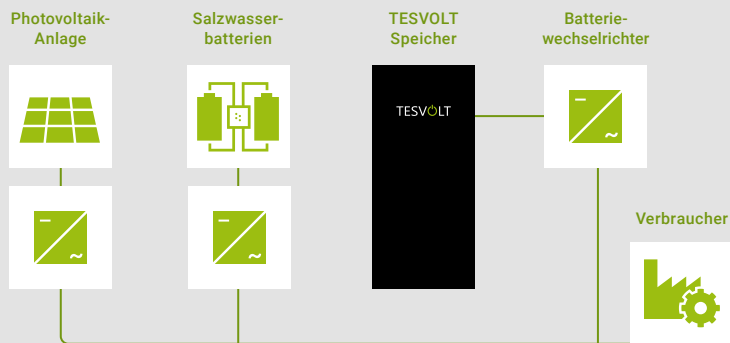 Photovoltaik-
Anlage
Salzwasser-
batterien
TESVOLT
Speicher
Batterie-
wechselrichter
TESVOLT
Verbraucher